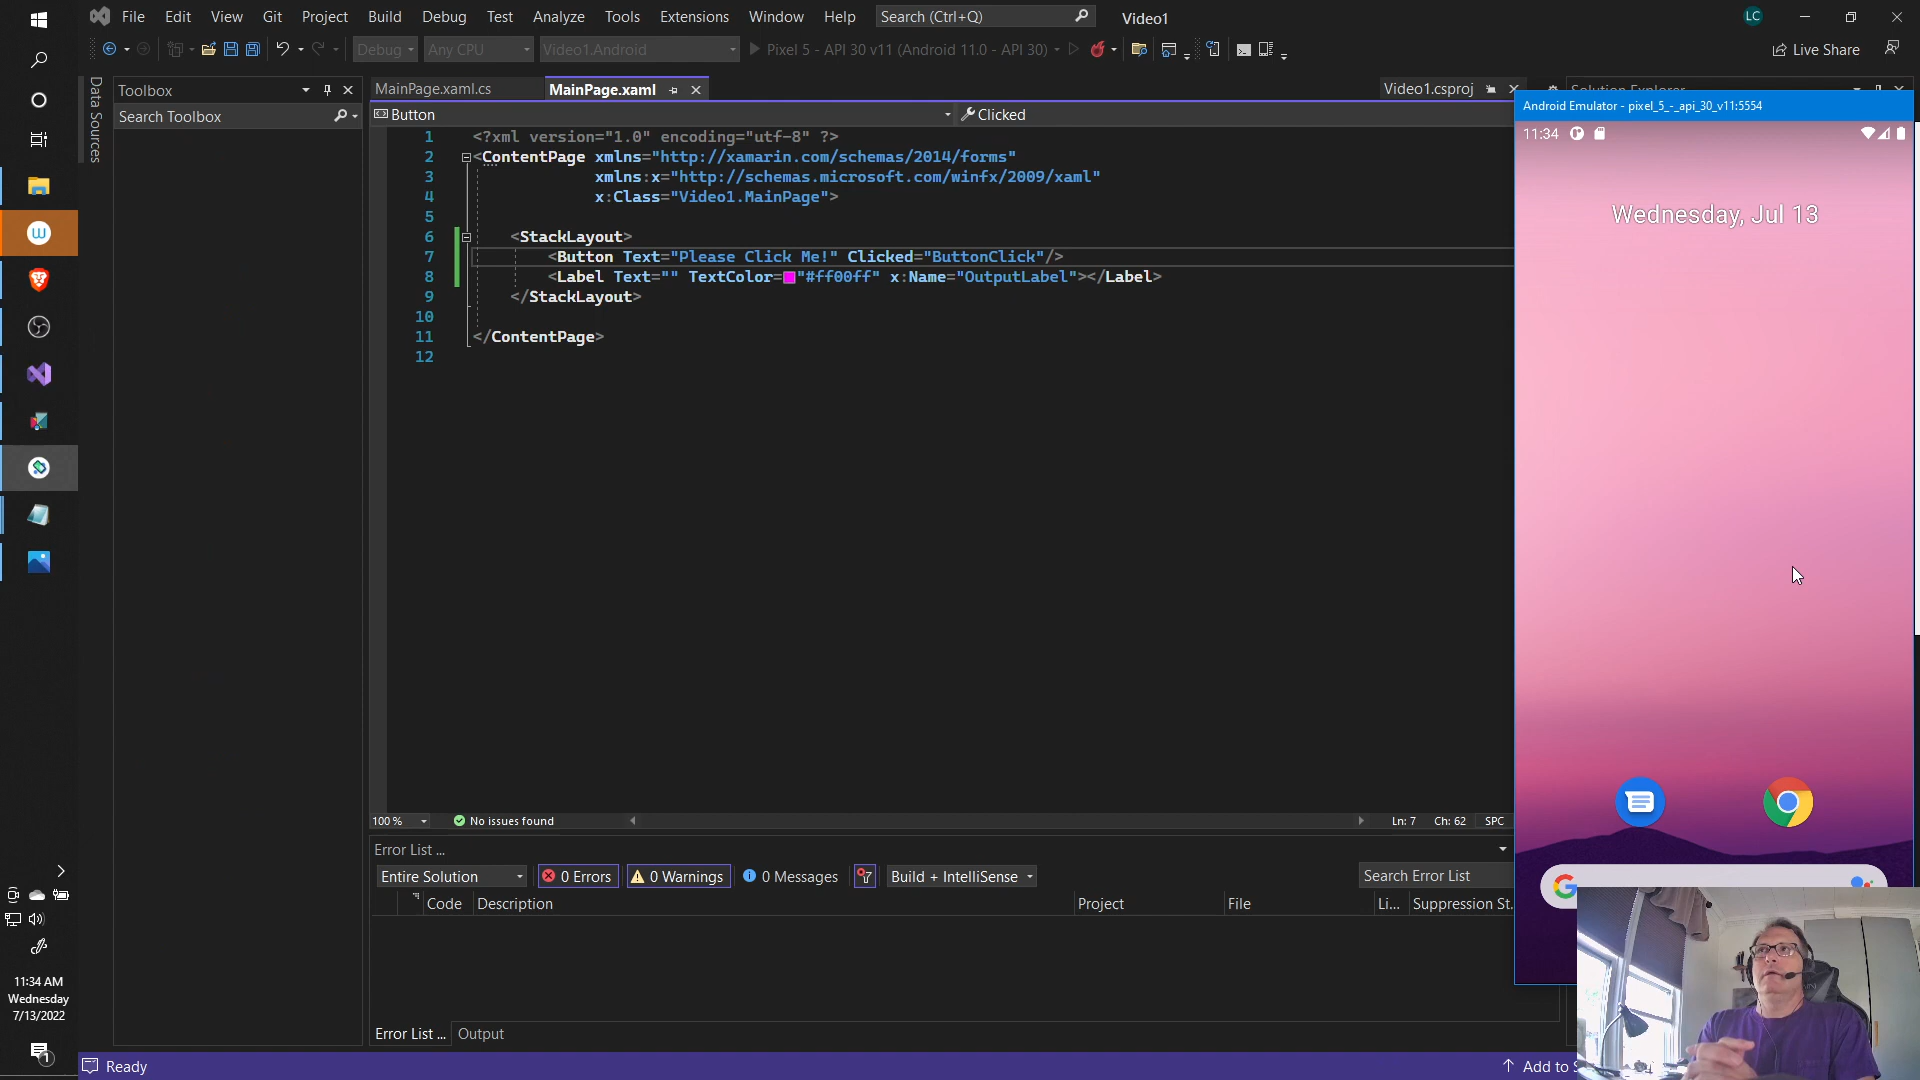 File Edit View Git Project Build Debug Test Analyze Tools Extensions Window Help Search (Ctrl+Q) Video1 LC
Debug Any CPU Video1.Android Pixel 5 - API 30 v11 (Android 11.0 - API 30) Live Share
Data Sources
Toolbox
Search Toolbox
MainPage.xaml.cs MainPage.xaml Video1.csproj
Button Clicked
Android Emulator - pixel_5_-_api_30_v11:5554
11:34
Wednesday, Jul 13
1 <?xml version="1.0" encoding="utf-8" ?>
2 <ContentPage xmlns="http://xamarin.com/schemas/2014/forms"
3 xmlns:x="http://schemas.microsoft.com/winfx/2009/xaml"
4 x:Class="Video1.MainPage">
5
6 <StackLayout>
7 <Button Text="Please Click Me!" Clicked="ButtonClick"/>
8 <Label Text="" TextColor="#ff00ff" x:Name="OutputLabel"></Label>
9 </StackLayout>
10
11 </ContentPage>
12
100 % No issues found Ln: 7 Ch: 62 SPC
Error List ...
Entire Solution 0 Errors 0 Warnings 0 Messages Build + IntelliSense Search Error List
Code Description Project File Li... Suppression St.
Error List ... Output
11:34 AM
Wednesday
7/13/2022
1
Ready Add to S